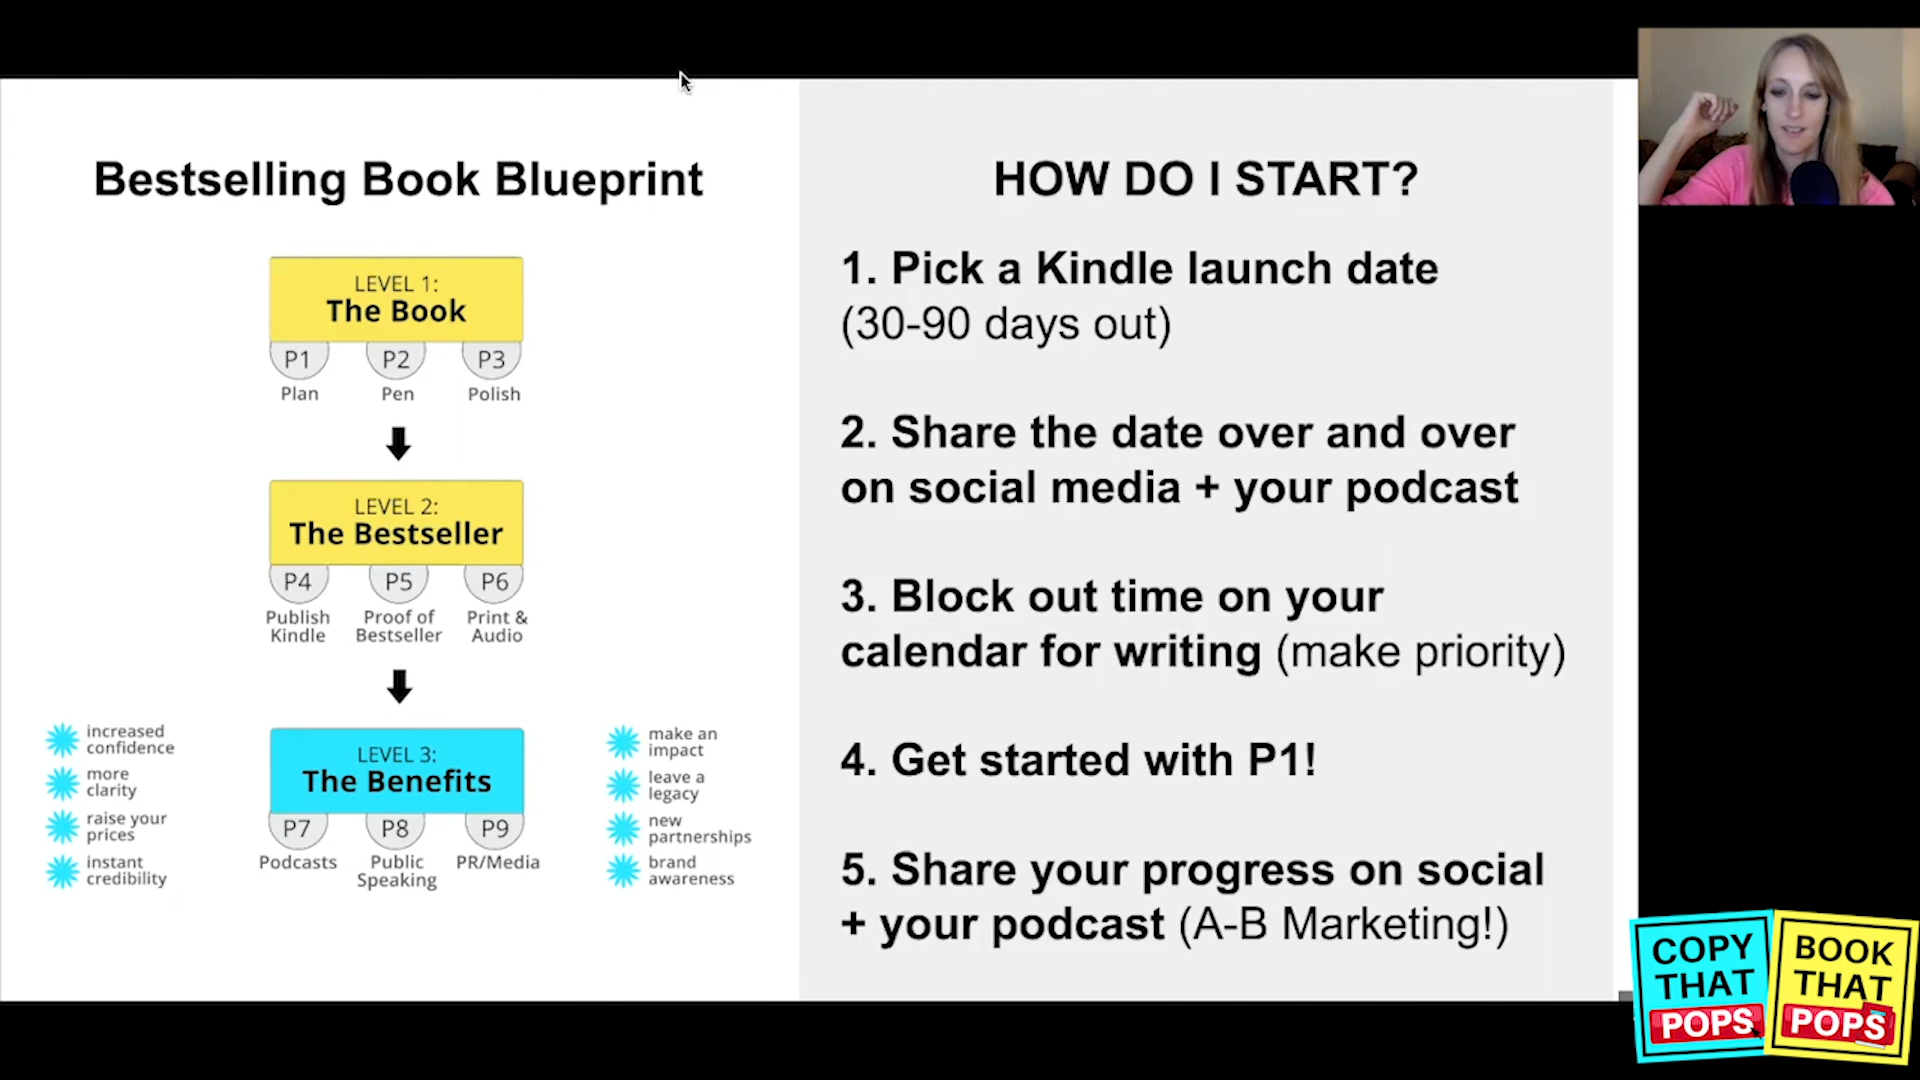 Bestselling Book Blueprint
LEVEL 1:
The Book
P1 P2 P3
Plan Pen Polish
LEVEL 2:
The Bestseller
P4 P5 P6
Publish Proof of Print &
Kindle Bestseller Audio
increased
confidence
more
clarity
raise your
prices
instant
credibility
LEVEL 3:
The Benefits
P7 P8 P9
Podcasts Public PR/Media
Speaking
make an
impact
leave a
legacy
new
partnerships
brand
awareness
HOW DO I START?
1. Pick a Kindle launch date
(30-90 days out)
2. Share the date over and over
on social media + your podcast
3. Block out time on your
calendar for writing (make priority)
4. Get started with P1!
5. Share your progress on social
+ your podcast (A-B Marketing!)
COPY
THAT
POPS
BOOK
THAT
POPS